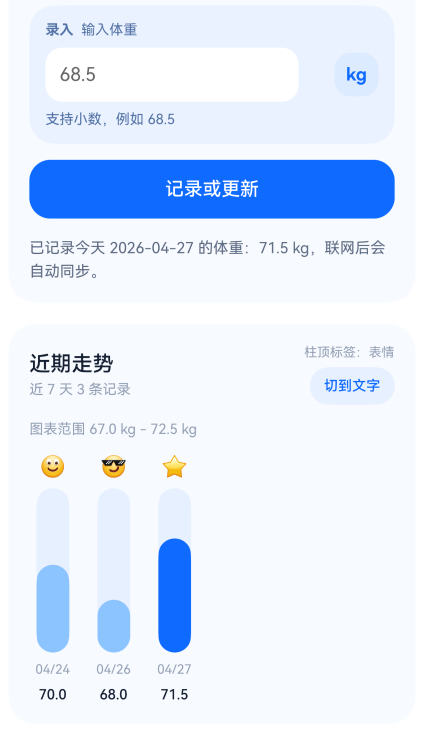 录入 输入体重
68.5
kg
支持小数，例如 68.5
记录或更新
已记录今天 2026-04-27 的体重：71.5 kg，联网后会
自动同步。
柱顶标签：表情
近期走势
切到文字
近 7 天 3 条记录
图表范围 67.0 kg - 72.5 kg
04/24 04/26 04/27
70.0 68.0 71.5